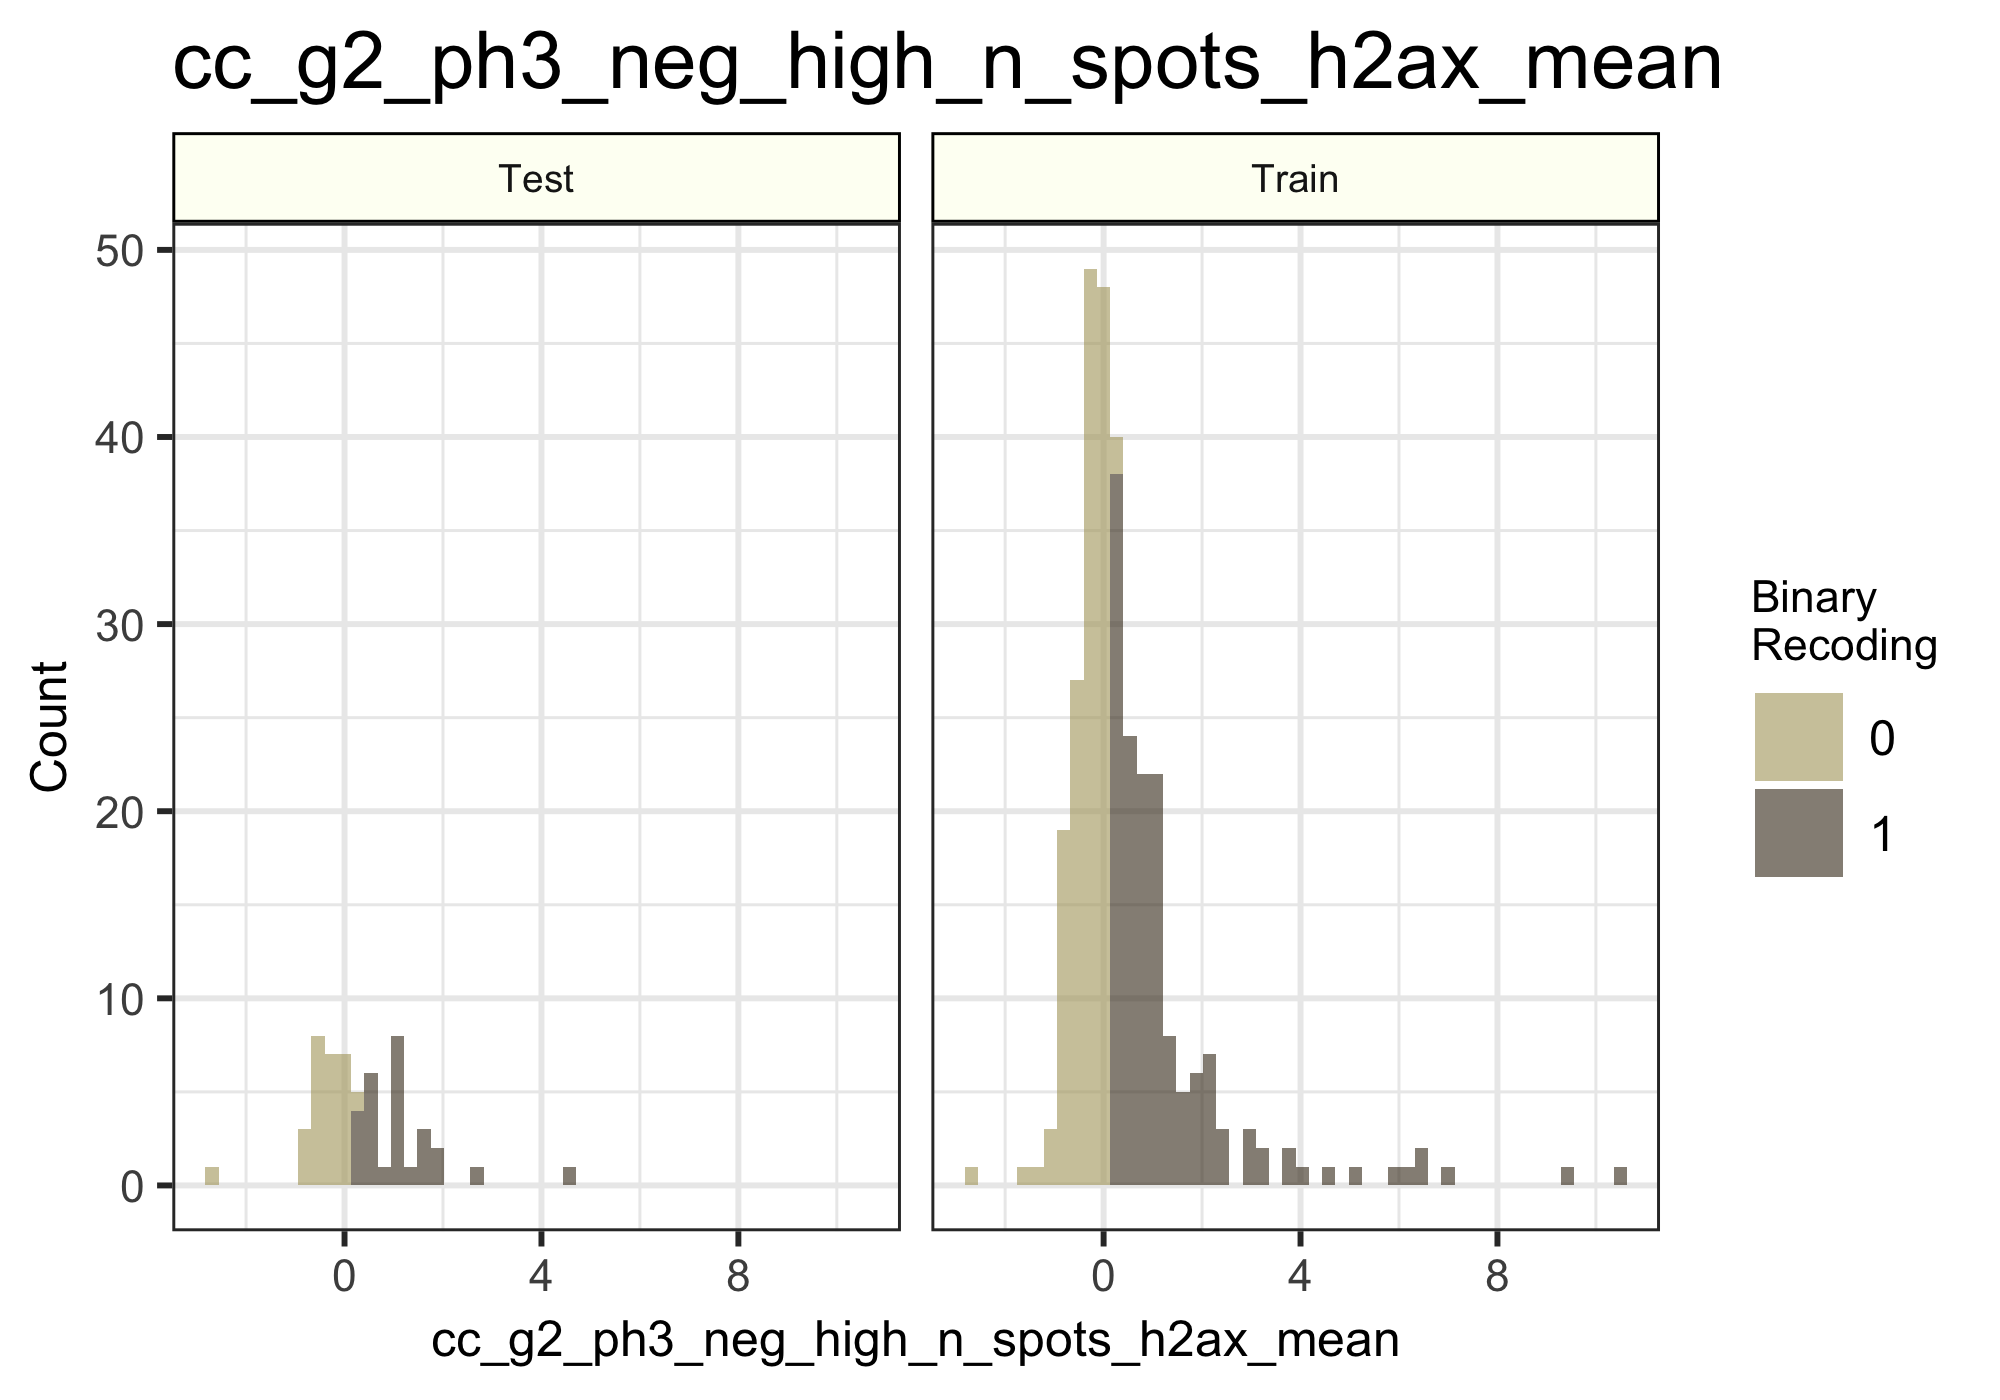 cc_g2_ph3_neg_high_n_spots_h2ax_mean
Test
Train
50
40
30
20
10
0
Count
0
4
8
0
4
8
cc_g2_ph3_neg_high_n_spots_h2ax_mean
Binary
Recoding
0
1